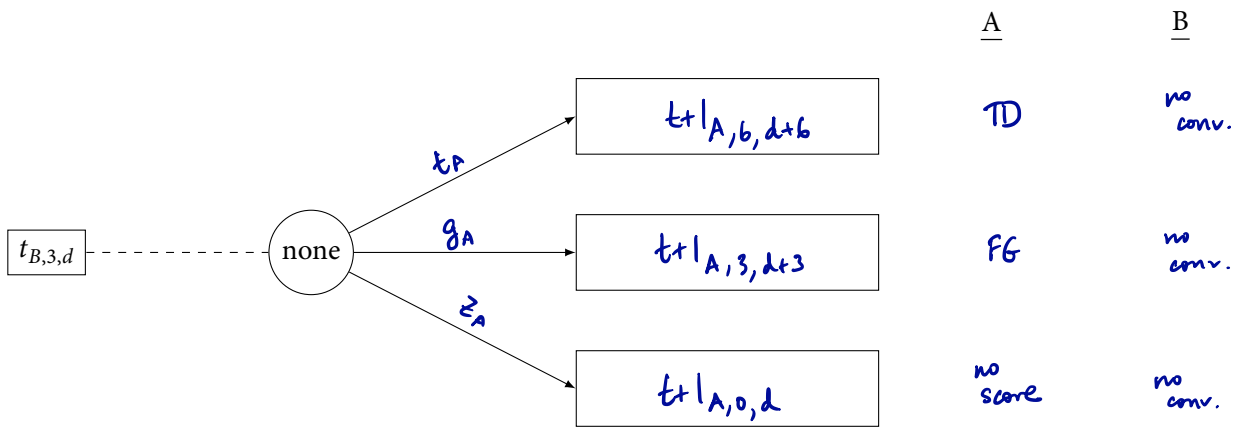 A B
t+1_{A,6,d+6} TD no conv.
t_A
t_{B,3,d} none g_A t+1_{A,3,d+3} FG no conv.
z_A
t+1_{A,0,d} no score no conv.